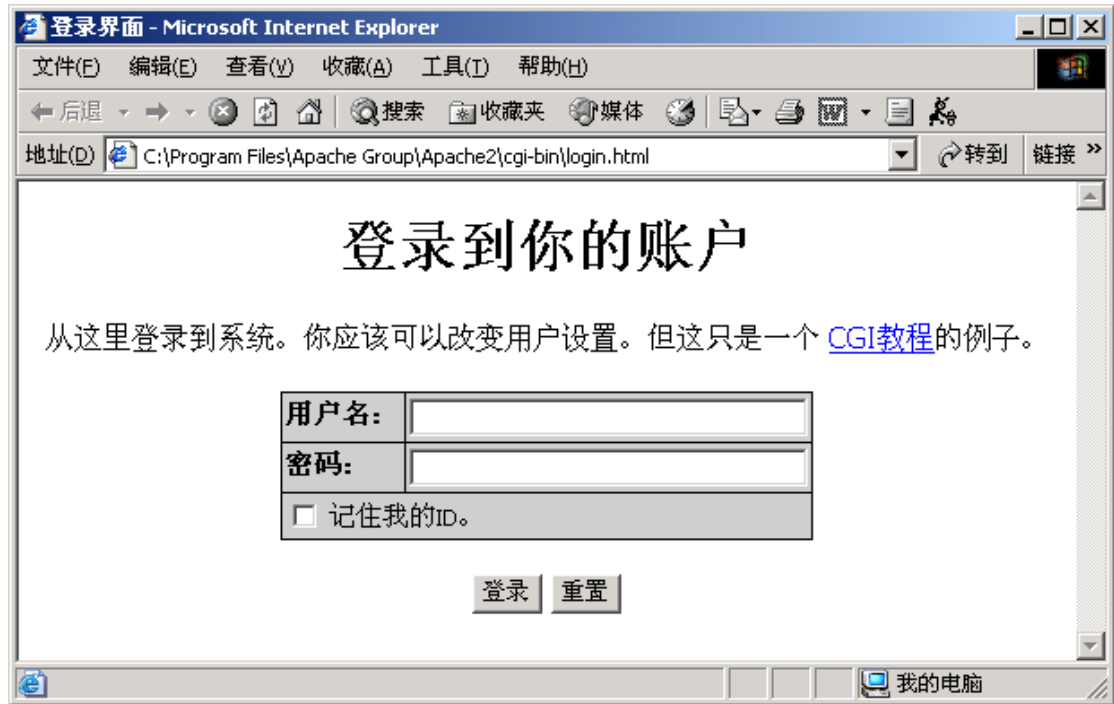 登录界面 - Microsoft Internet Explorer
文件(F) 编辑(E) 查看(V) 收藏(A) 工具(T) 帮助(H)
后退 搜索 收藏夹 媒体
地址(D) C:\Program Files\Apache Group\Apache2\cgi-bin\login.html 转到 链接 »
登录到你的账户
从这里登录到系统。你应该可以改变用户设置。但这只是一个 CGI教程的例子。
用户名:
密码:
记住我的ID。
登录 重置
我的电脑